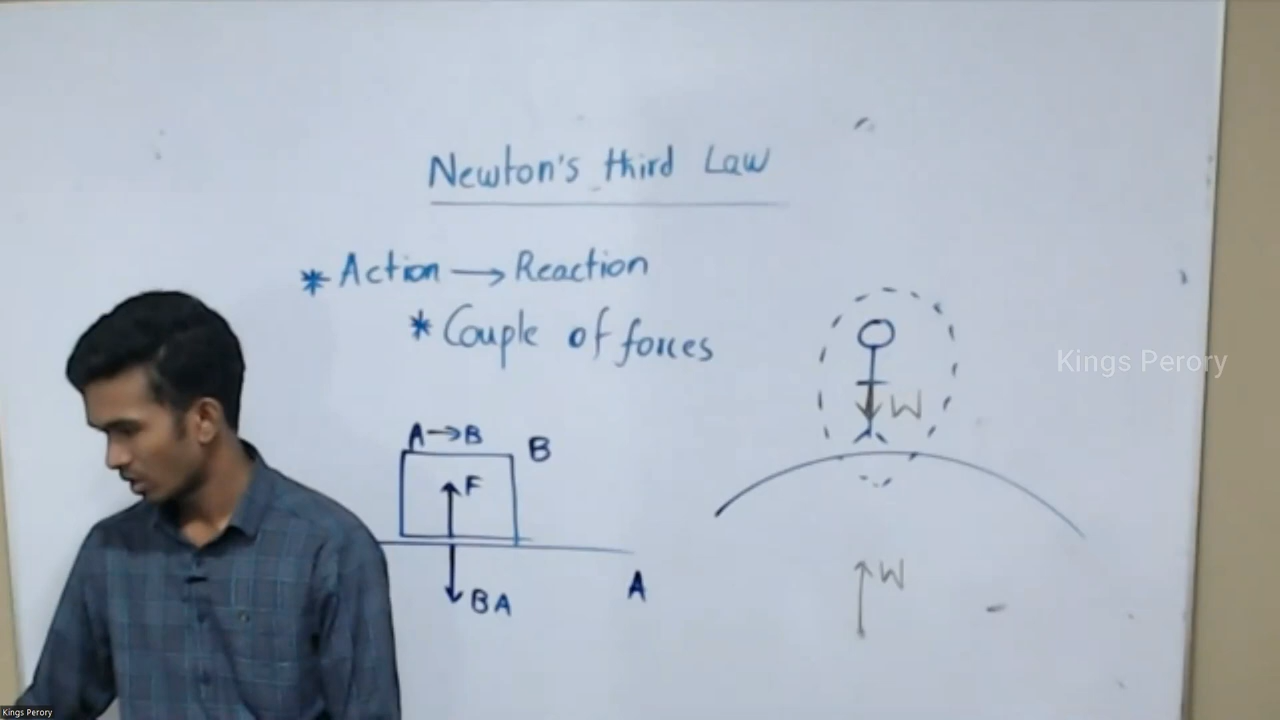 Newton's third Law
* Action → Reaction
* Couple of forces
A→B
B
F
BA
A
W
W
Kings Perory
Kings Perory